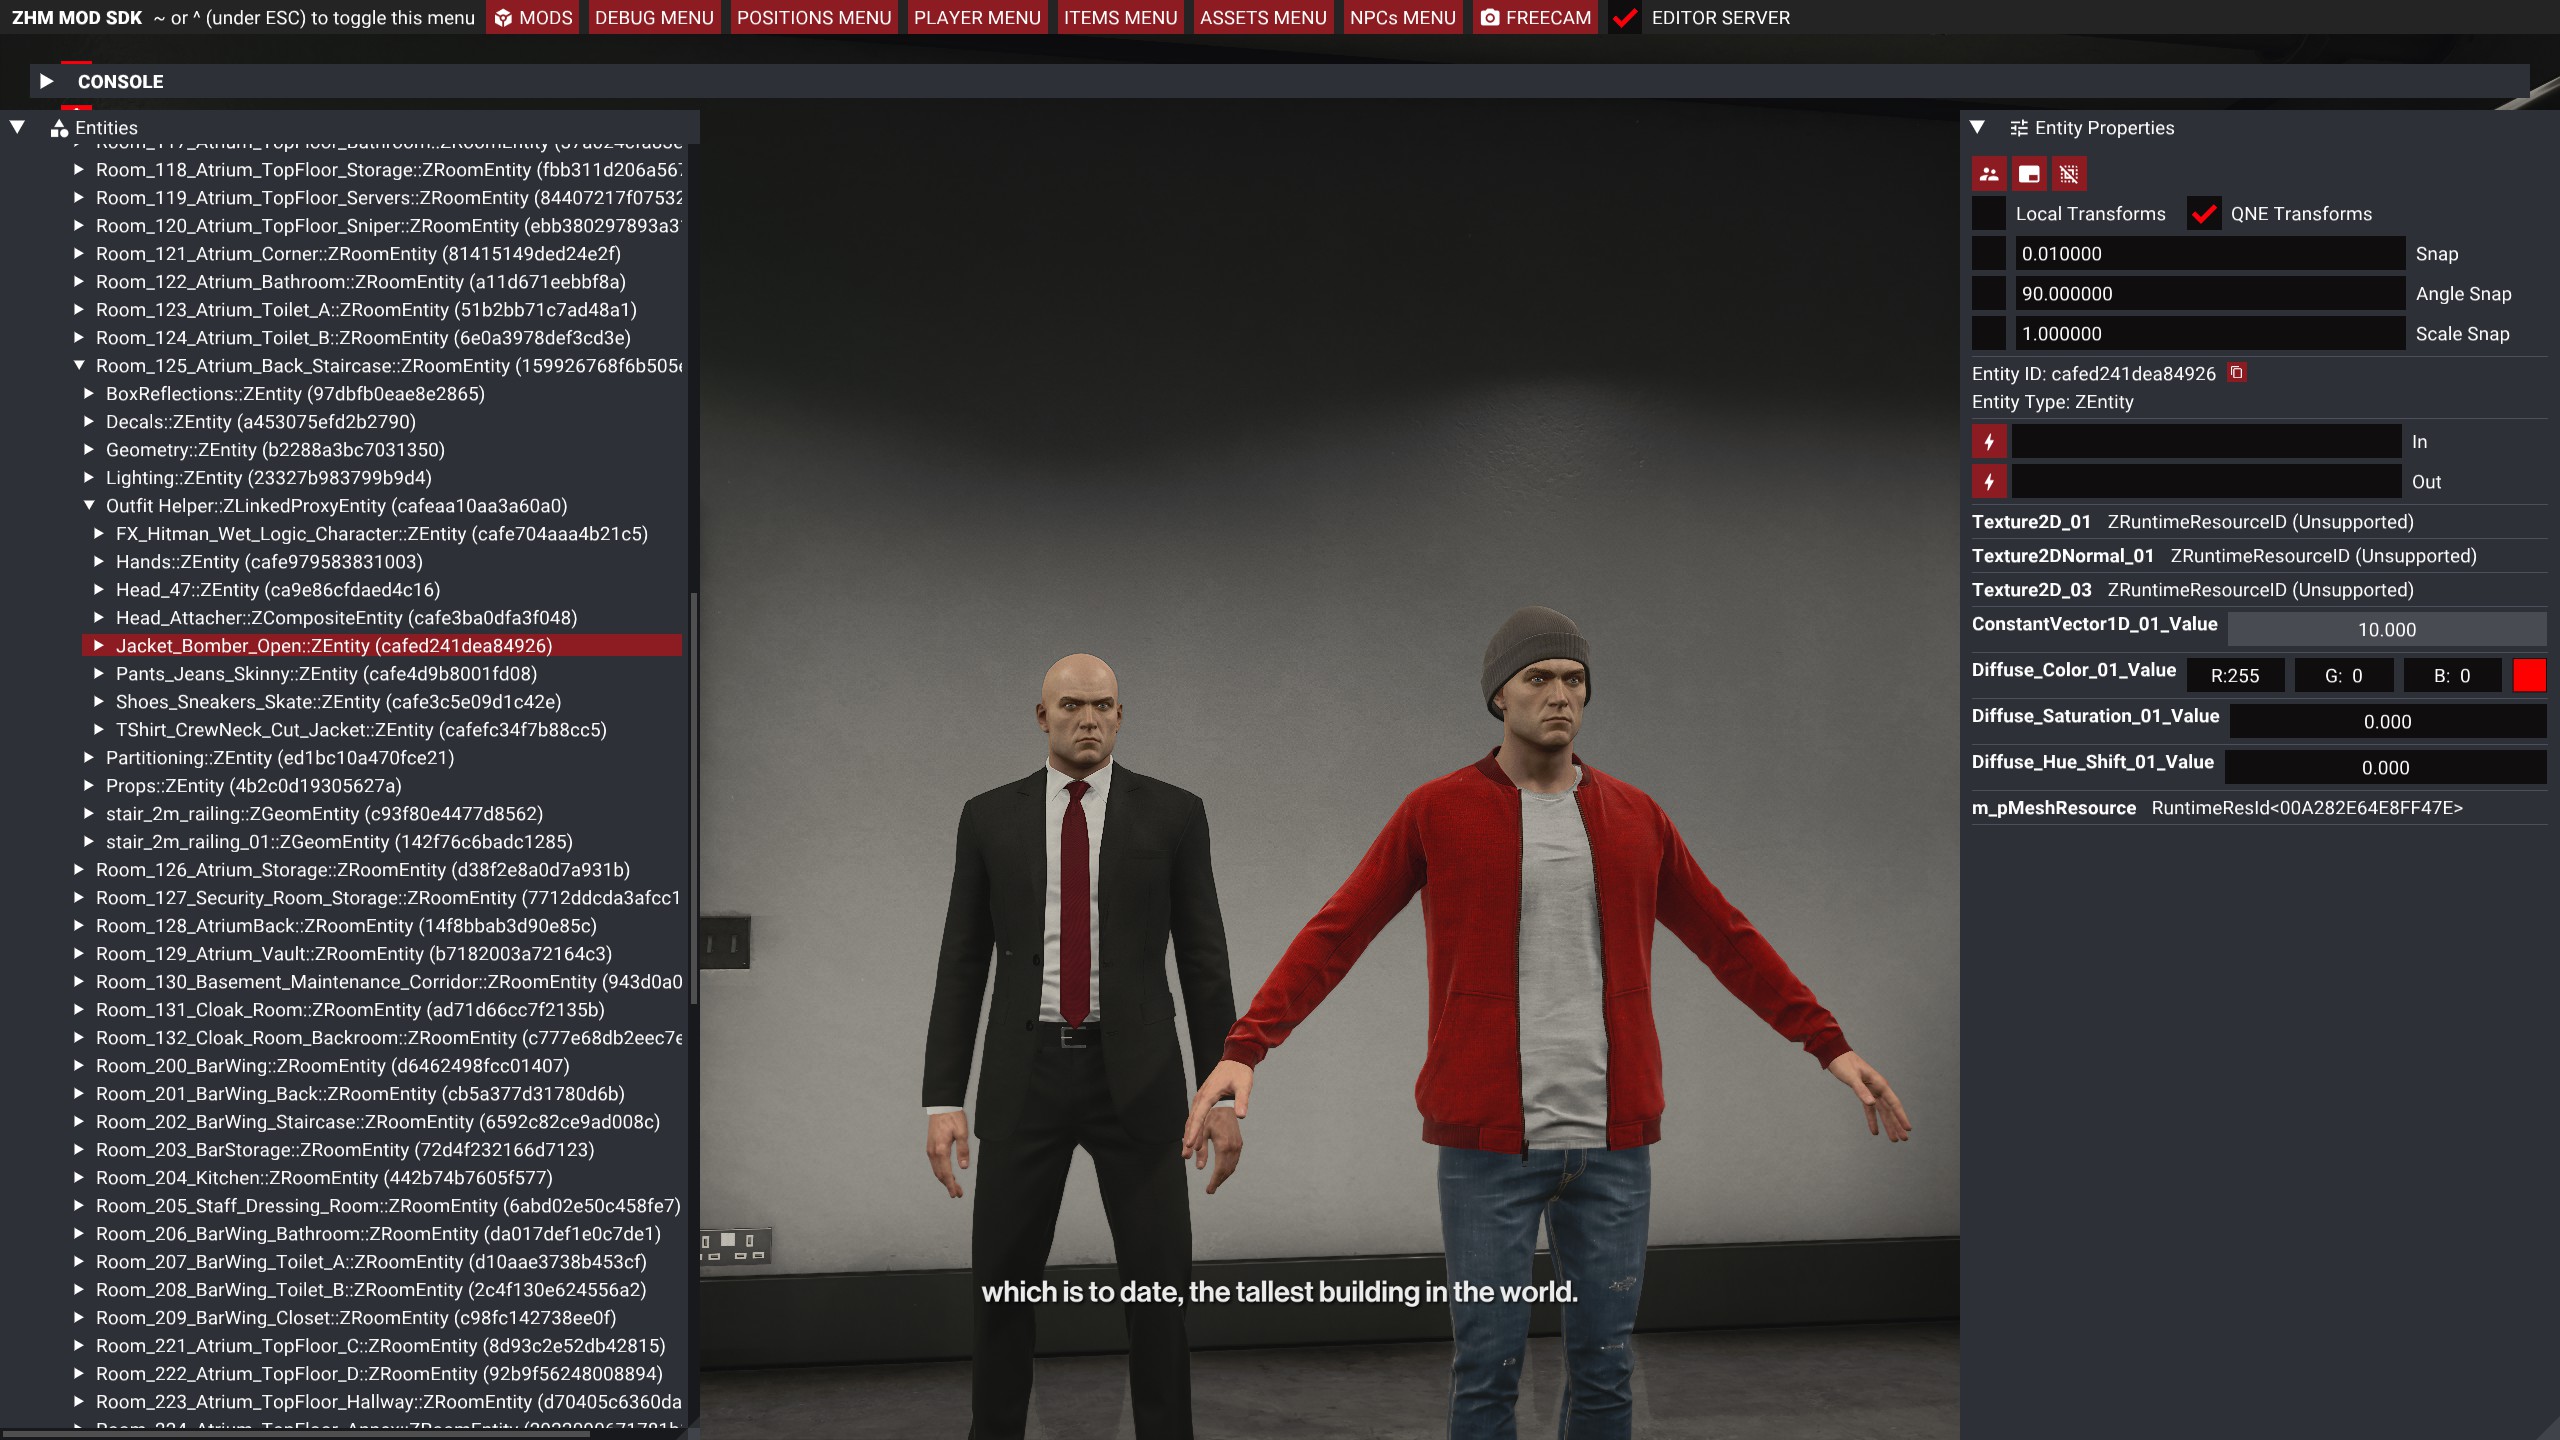 ZHM MOD SDK ~ or ^ (under ESC) to toggle this menu MODS DEBUG MENU POSITIONS MENU PLAYER MENU ITEMS MENU ASSETS MENU NPCs MENU FREECAM EDITOR SERVER
CONSOLE
Entities
Room_118_Atrium_TopFloor_Storage::ZRoomEntity (fbb311d206a567
Room_119_Atrium_TopFloor_Servers::ZRoomEntity (84407217f07532
Room_120_Atrium_TopFloor_Sniper::ZRoomEntity (ebb380297893a3
Room_121_Atrium_Corner::ZRoomEntity (81415149ded24e2f)
Room_122_Atrium_Bathroom::ZRoomEntity (a11d671eebbf8a)
Room_123_Atrium_Toilet_A::ZRoomEntity (51b2bb71c7ad48a1)
Room_124_Atrium_Toilet_B::ZRoomEntity (6e0a3978def3cd3e)
Room_125_Atrium_Back_Staircase::ZRoomEntity (159926768f6b505e
BoxReflections::ZEntity (97dbfb0eae8e2865)
Decals::ZEntity (a453075efd2b2790)
Geometry::ZEntity (b2288a3bc7031350)
Lighting::ZEntity (23327b983799b9d4)
Outfit Helper::ZLinkedProxyEntity (cafeaa10aa3a60a0)
FX_Hitman_Wet_Logic_Character::ZEntity (cafe704aaa4b21c5)
Hands::ZEntity (cafe979583831003)
Head_47::ZEntity (ca9e86cfdaed4c16)
Head_Attacher::ZCompositeEntity (cafe3ba0dfa3f048)
Jacket_Bomber_Open::ZEntity (cafed241dea84926)
Pants_Jeans_Skinny::ZEntity (cafe4d9b8001fd08)
Shoes_Sneakers_Skate::ZEntity (cafe3c5e09d1c42e)
TShirt_CrewNeck_Cut_Jacket::ZEntity (cafefc34f7b88cc5)
Partitioning::ZEntity (ed1bc10a470fce21)
Props::ZEntity (4b2c0d19305627a)
stair_2m_railing::ZGeomEntity (c93f80e4477d8562)
stair_2m_railing_01::ZGeomEntity (142f76c6badc1285)
Room_126_Atrium_Storage::ZRoomEntity (d38f2e8a0d7a931b)
Room_127_Security_Room_Storage::ZRoomEntity (7712ddcda3afcc1
Room_128_AtriumBack::ZRoomEntity (14f8bbab3d90e85c)
Room_129_Atrium_Vault::ZRoomEntity (b7182003a72164c3)
Room_130_Basement_Maintenance_Corridor::ZRoomEntity (943d0a0
Room_131_Cloak_Room::ZRoomEntity (ad71d66cc7f2135b)
Room_132_Cloak_Room_Backroom::ZRoomEntity (c777e68db2eec7e
Room_200_BarWing::ZRoomEntity (d6462498fcc01407)
Room_201_BarWing_Back::ZRoomEntity (cb5a377d31780d6b)
Room_202_BarWing_Staircase::ZRoomEntity (6592c82ce9ad008c)
Room_203_BarStorage::ZRoomEntity (72d4f232166d7123)
Room_204_Kitchen::ZRoomEntity (442b74b7605f577)
Room_205_Staff_Dressing_Room::ZRoomEntity (6abd02e50c458fe7)
Room_206_BarWing_Bathroom::ZRoomEntity (da017def1e0c7de1)
Room_207_BarWing_Toilet_A::ZRoomEntity (d10aae3738b453cf)
Room_208_BarWing_Toilet_B::ZRoomEntity (2c4f130e624556a2)
Room_209_BarWing_Closet::ZRoomEntity (c98fc142738ee0f)
Room_221_Atrium_TopFloor_C::ZRoomEntity (8d93c2e52db42815)
Room_222_Atrium_TopFloor_D::ZRoomEntity (92b9f56248008894)
Room_223_Atrium_TopFloor_Hallway::ZRoomEntity (d70405c6360da
which is to date, the tallest building in the world.
Entity Properties
Local Transforms QNE Transforms
0.010000 Snap
90.000000 Angle Snap
1.000000 Scale Snap
Entity ID: cafed241dea84926
Entity Type: ZEntity
In
Out
Texture2D_01 ZRuntimeResourceID (Unsupported)
Texture2DNormal_01 ZRuntimeResourceID (Unsupported)
Texture2D_03 ZRuntimeResourceID (Unsupported)
ConstantVector1D_01_Value 10.000
Diffuse_Color_01_Value R:255 G: 0 B: 0
Diffuse_Saturation_01_Value 0.000
Diffuse_Hue_Shift_01_Value 0.000
m_pMeshResource RuntimeResId<00A282E64E8FF47E>